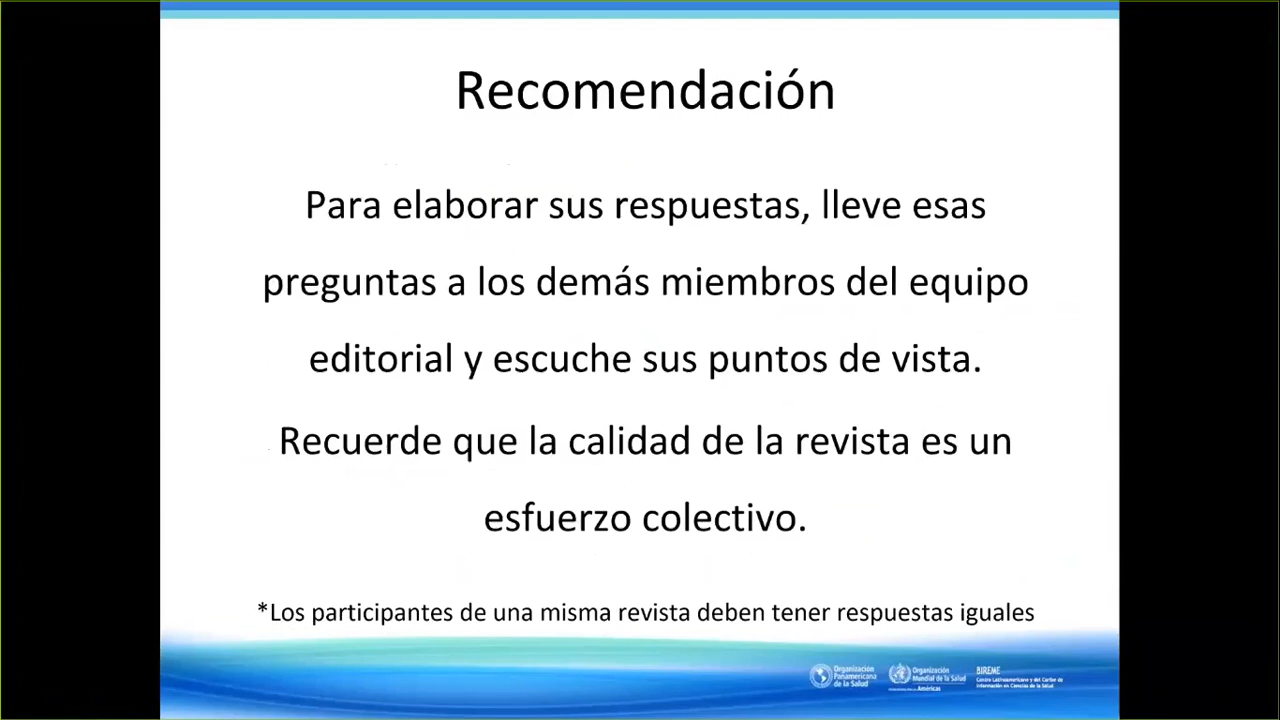 Recomendación
Para elaborar sus respuestas, lleve esas
preguntas a los demás miembros del equipo
editorial y escuche sus puntos de vista.
Recuerde que la calidad de la revista es un
esfuerzo colectivo.
*Los participantes de una misma revista deben tener respuestas iguales
Organización
Panamericana
de la Salud
Organización
Mundial de la Salud
Américas
BIREME
Centro Latinoamericano y del Caribe de
Información en Ciencias de la Salud